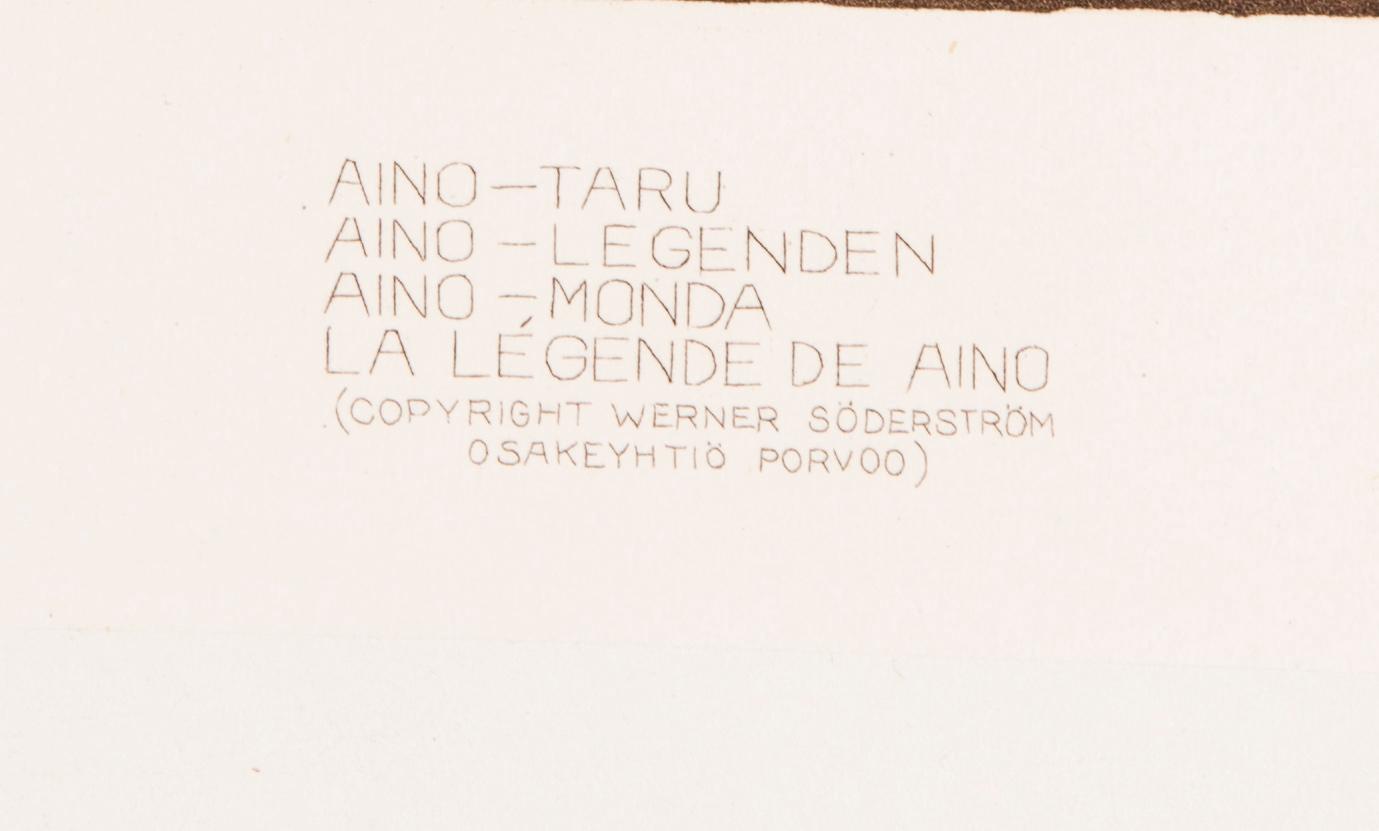 AINO-TARU
AINO-LEGENDEN
AINO-MONDA
LA LÉGENDE DE AINO
(COPYRIGHT WERNER SÖDERSTRÖM
OSAKEYHTIÖ PORVOO)